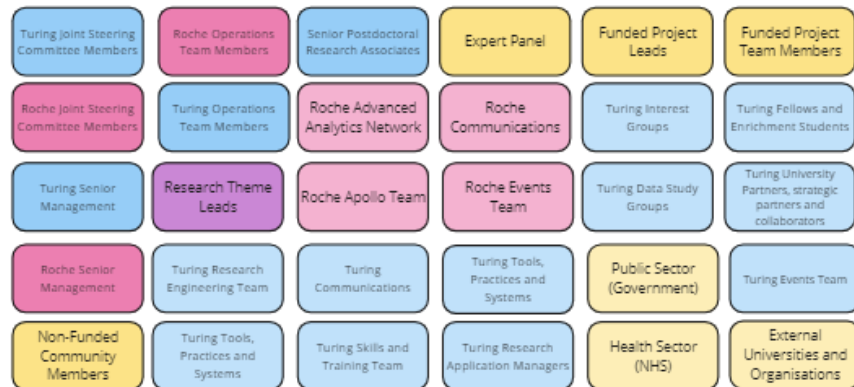 Turing Joint Steering
Committee Members
Roche Operations
Team Members
Senior Postdoctoral
Research Associates
Expert Panel
Funded Project
Leads
Funded Project
Team Members
Roche Joint Steering
Committee Members
Turing Operations
Team Members
Roche Advanced
Analytics Network
Roche
Communications
Turing Interest
Groups
Turing Fellows and
Enrichment Students
Turing Senior
Management
Research Theme
Leads
Roche Apollo Team
Roche Events
Team
Turing Data Study
Groups
Turing University
Partners, strategic
partners and
collaborators
Roche Senior
Management
Turing Research
Engineering Team
Turing
Communications
Turing Tools,
Practices and
Systems
Public Sector
(Government)
Turing Events Team
Non-Funded
Community
Members
Turing Tools,
Practices and
Systems
Turing Skills and
Training Team
Turing Research
Application Managers
Health Sector
(NHS)
External
Universities and
Organisations